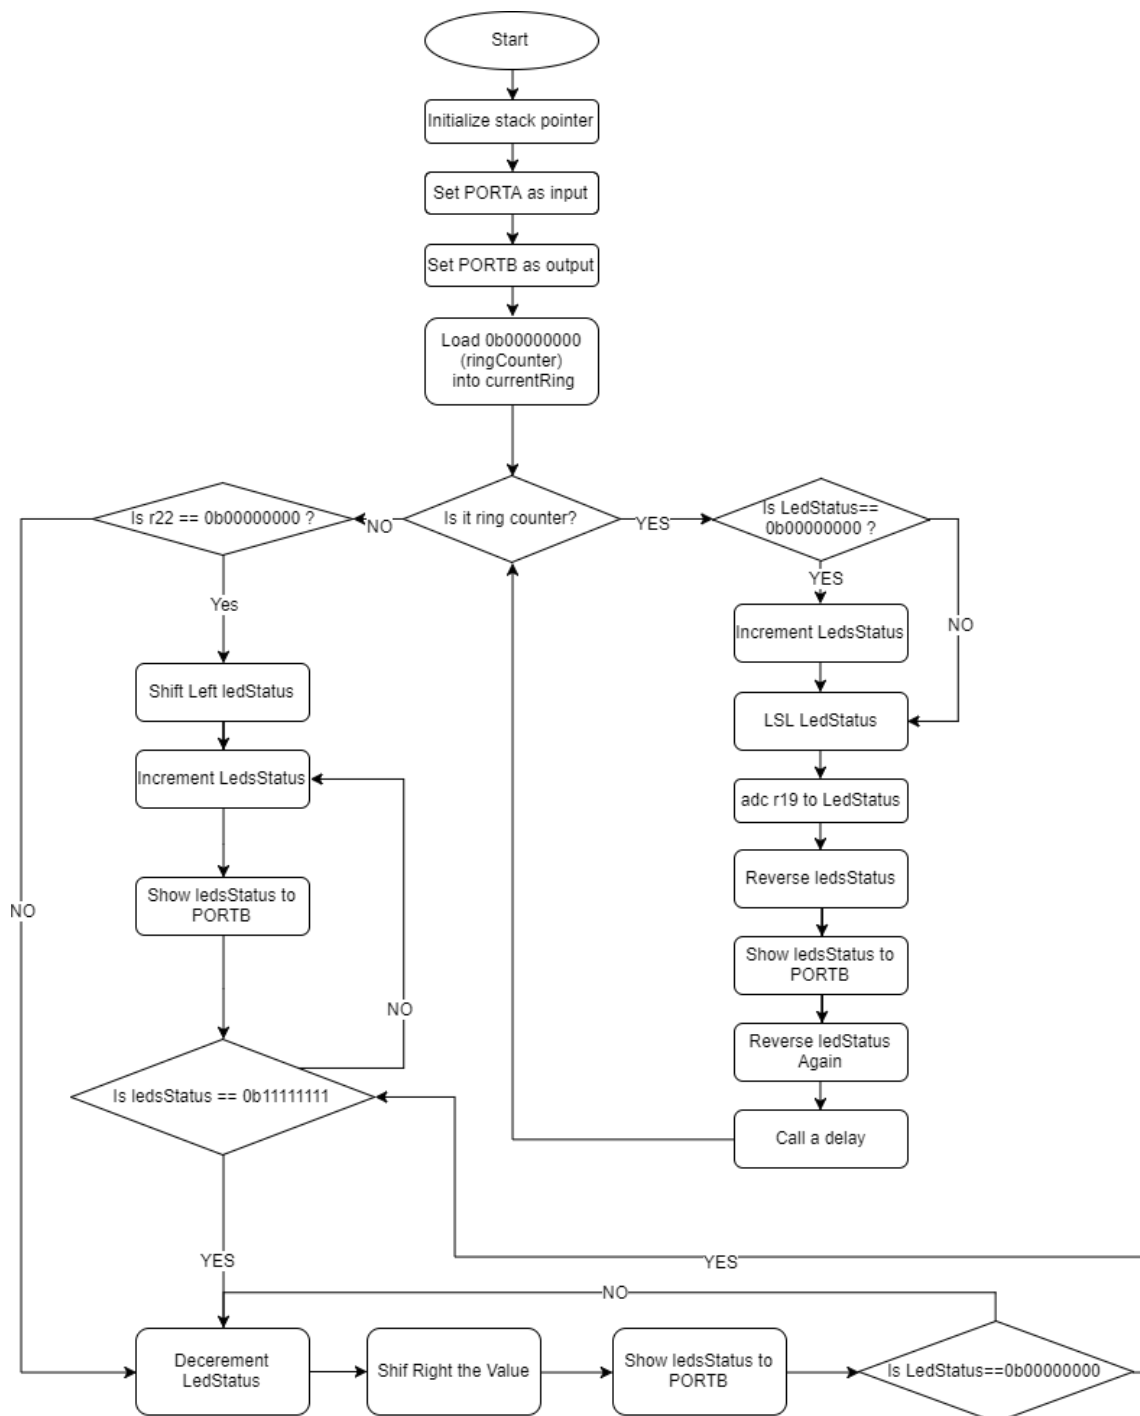 Start
Initialize stack pointer
Set PORTA as input
Set PORTB as output
Load 0b00000000
(ringCounter)
into currentRing
Is r22 == 0b00000000 ?
NO
Is it ring counter?
YES
Is LedStatus==
0b00000000 ?
YES
Yes
Increment LedsStatus
NO
Shift Left ledStatus
LSL LedStatus
Increment LedsStatus
adc r19 to LedStatus
Reverse ledsStatus
Show ledsStatus to
PORTB
NO
Show ledsStatus to
PORTB
NO
Reverse ledStatus
Again
Is ledsStatus == 0b11111111
Call a delay
YES
YES
NO
Decerement
LedStatus
Shif Right the Value
Show ledsStatus to
PORTB
Is LedStatus==0b00000000